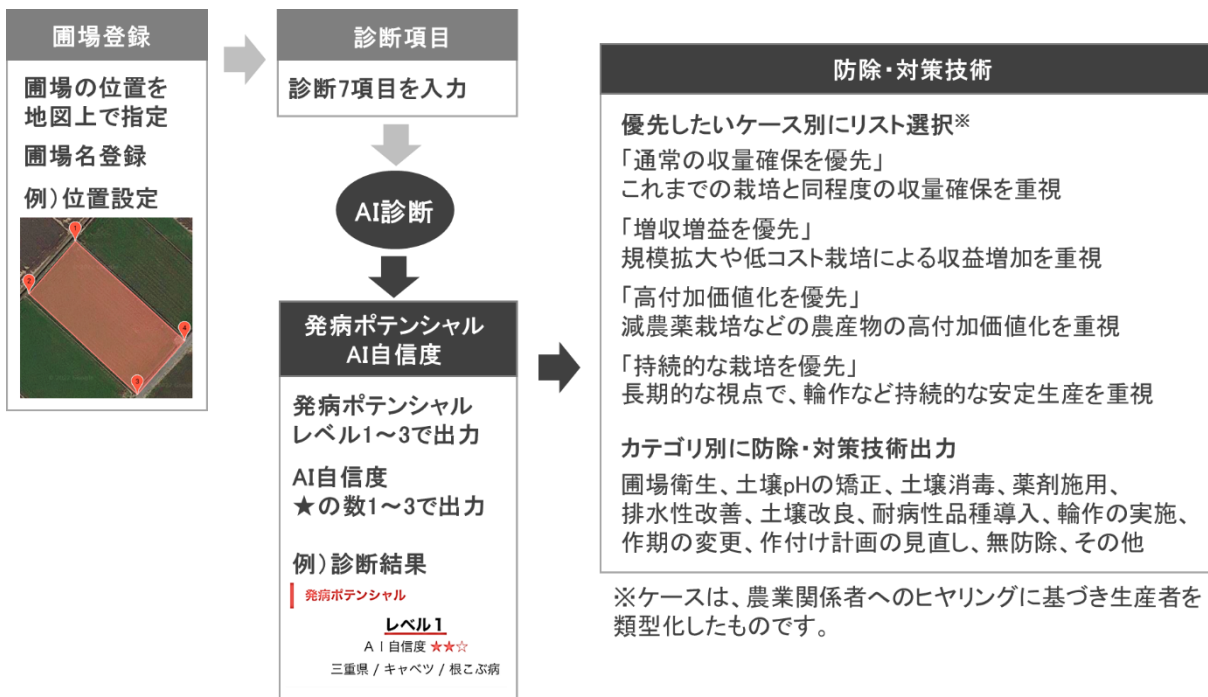 圃場登録
圃場の位置を
地図上で指定
圃場名登録
例）位置設定
1
2
3
4
診断項目
診断7項目を入力
AI診断
発病ポテンシャル
AI自信度
発病ポテンシャル
レベル1～3で出力
AI自信度
★の数1～3で出力
例）診断結果
発病ポテンシャル
レベル1
AI自信度 ★★☆
三重県 / キャベツ / 根こぶ病
防除・対策技術
優先したいケース別にリスト選択※
「通常の収量確保を優先」
これまでの栽培と同程度の収量確保を重視
「増収増益を優先」
規模拡大や低コスト栽培による収益増加を重視
「高付加価値化を優先」
減農薬栽培などの農産物の高付加価値化を重視
「持続的な栽培を優先」
長期的な視点で、輪作など持続的な安定生産を重視
カテゴリ別に防除・対策技術出力
圃場衛生、土壌pHの矯正、土壌消毒、薬剤施用、
排水性改善、土壌改良、耐病性品種導入、輪作の実施、
作期の変更、作付け計画の見直し、無防除、その他
※ケースは、農業関係者へのヒヤリングに基づき生産者を
類型化したものです。